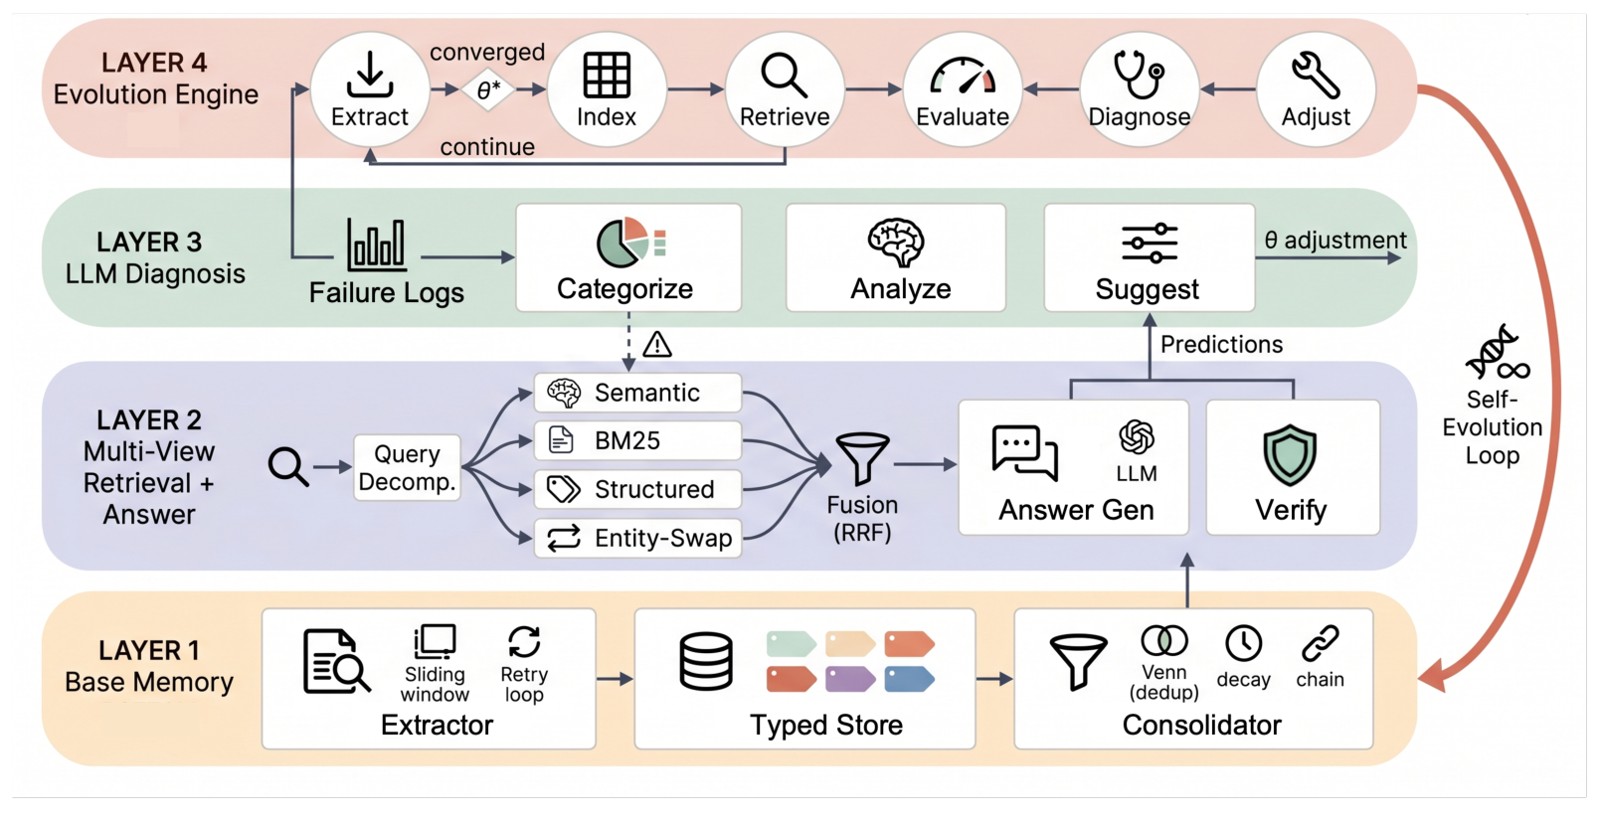 LAYER 4
Evolution Engine
Extract
converged
θ*
Index
Retrieve
Evaluate
Diagnose
Adjust
continue
LAYER 3
LLM Diagnosis
Failure Logs
Categorize
Analyze
Suggest
θ adjustment
Predictions
LAYER 2
Multi-View
Retrieval +
Answer
Query
Decomp.
Semantic
BM25
Structured
Entity-Swap
Fusion
(RRF)
LLM
Answer Gen
Verify
Self-
Evolution
Loop
LAYER 1
Base Memory
Sliding
window
Retry
loop
Extractor
Typed Store
Venn
(dedup)
decay
chain
Consolidator